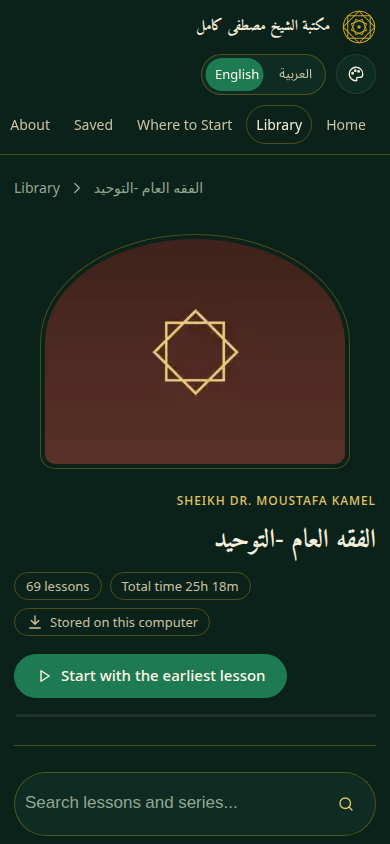 مكتبة الشيخ مصطفى كامل
English العربية
About Saved Where to Start Library Home
Library > الفقه العام -التوحيد
SHEIKH DR. MOUSTAFA KAMEL
الفقه العام -التوحيد
69 lessons Total time 25h 18m
Stored on this computer
Start with the earliest lesson
Search lessons and series...